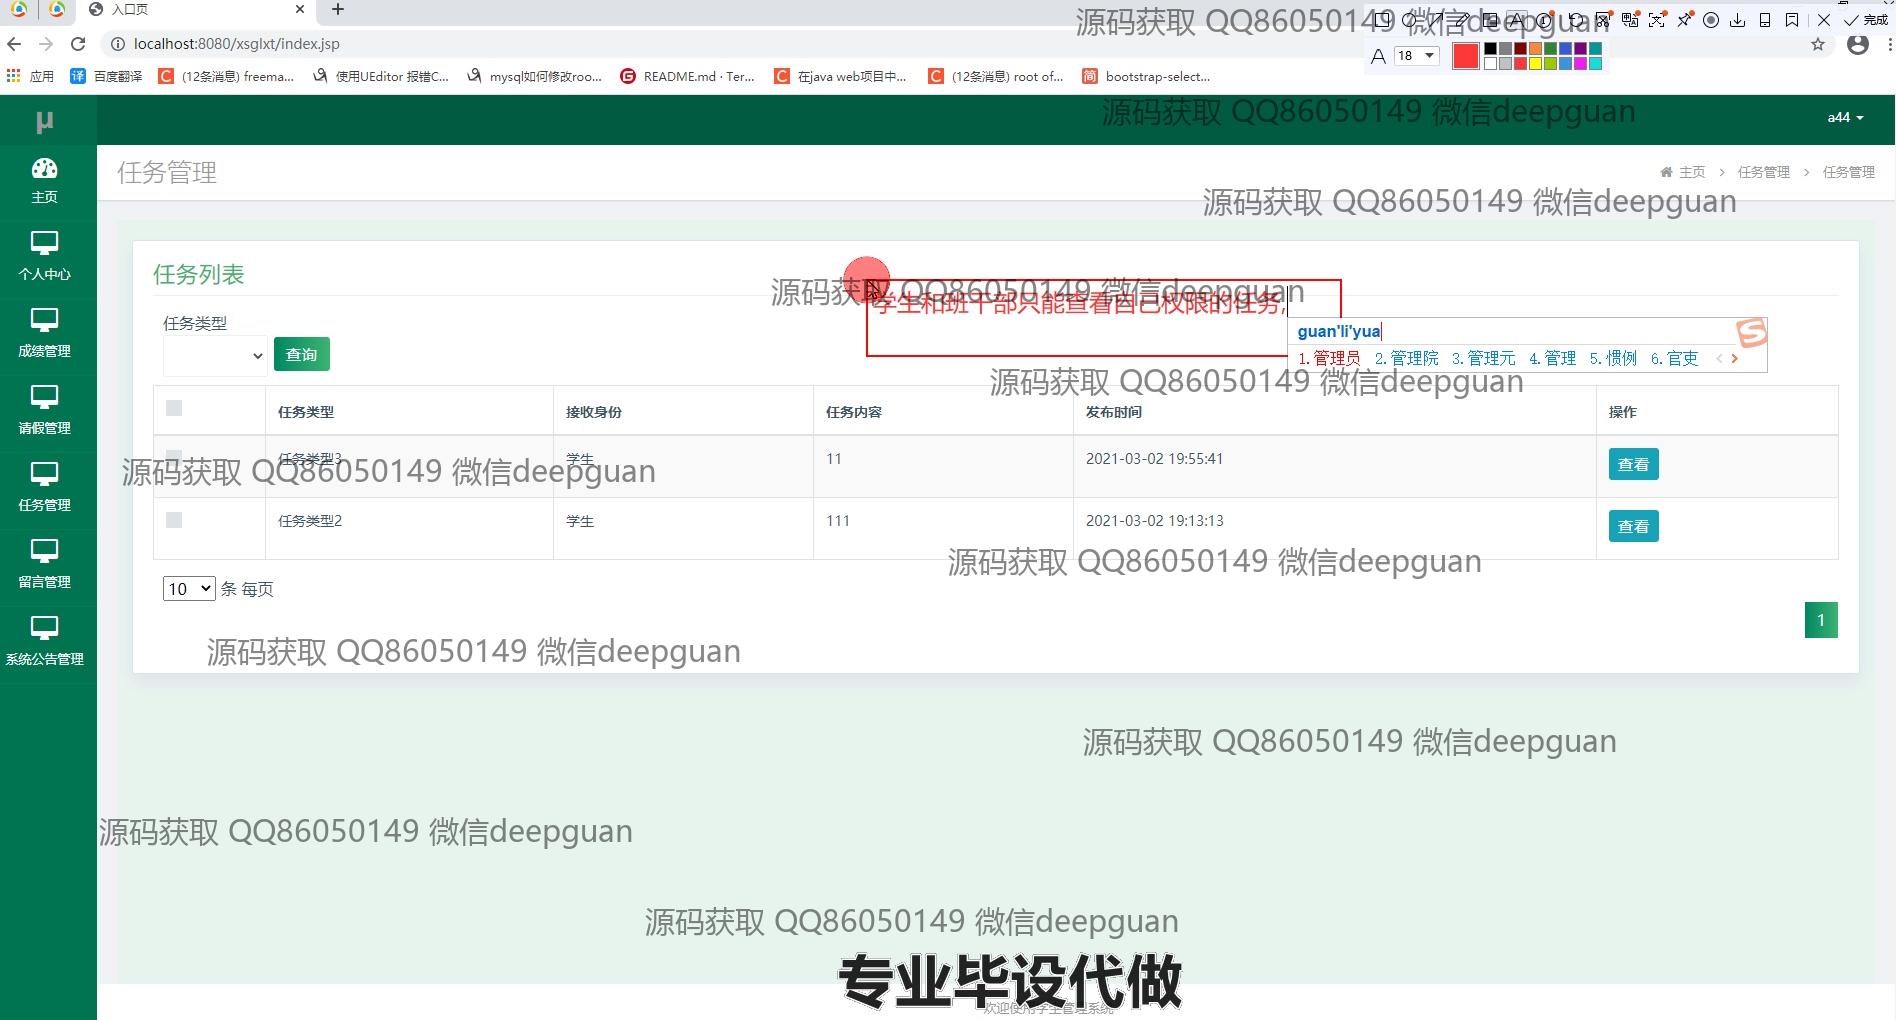 入口页
源码获取 QQ86050149 微信deepguan
完成
localhost:8080/xsglxt/index.jsp
A 18
应用 百度翻译 (12条消息) freema... 使用UEditor 报错C... mysql如何修改roo... README.md · Ter... 在java web项目中... (12条消息) root of... bootstrap-select...
μ
源码获取 QQ86050149 微信deepguan
a44
主页
任务管理
主页 > 任务管理 > 任务管理
源码获取 QQ86050149 微信deepguan
个人中心
任务列表
源码获取 QQ86050149 微信deepguan
学生和班干部只能查看自己权限的任务,
guan'li'yua
1.管理员 2.管理院 3.管理元 4.管理 5.惯例 6.官吏
任务类型
查询
成绩管理
源码获取 QQ86050149 微信deepguan
任务类型 接收身份 任务内容 发布时间 操作
请假管理
任务类型3 学生 11 2021-03-02 19:55:41 查看
源码获取 QQ86050149 微信deepguan
任务管理
任务类型2 学生 111 2021-03-02 19:13:13 查看
源码获取 QQ86050149 微信deepguan
留言管理
10 条 每页
1
源码获取 QQ86050149 微信deepguan
系统公告管理
源码获取 QQ86050149 微信deepguan
源码获取 QQ86050149 微信deepguan
源码获取 QQ86050149 微信deepguan
专业毕设代做
欢迎使用学生管理系统